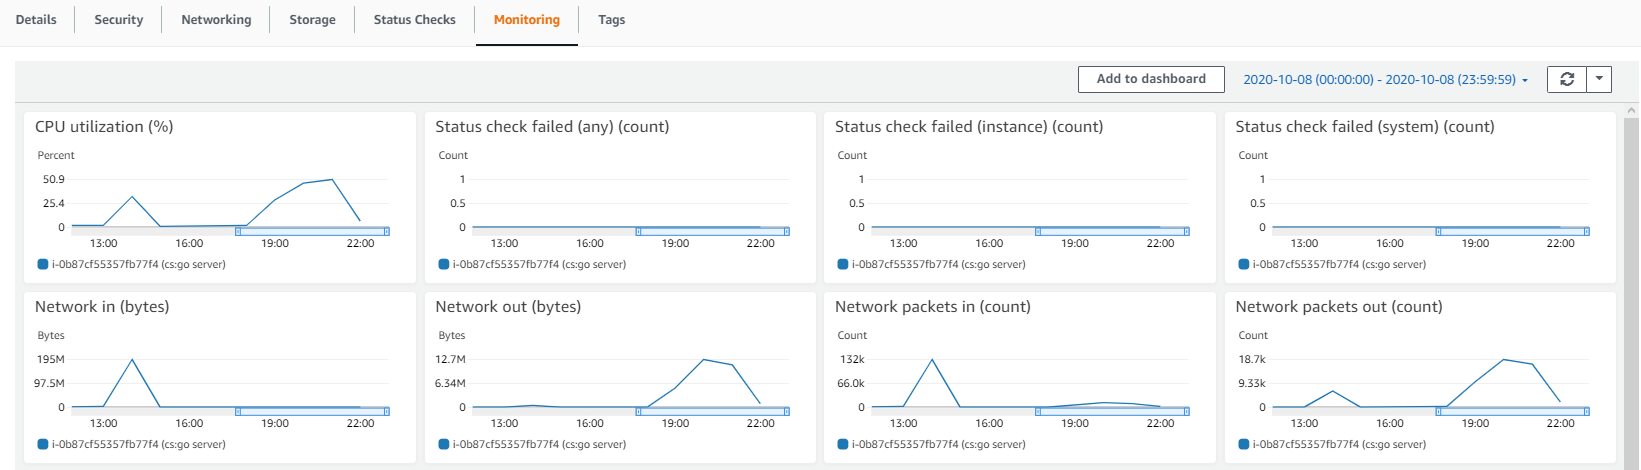 Details Security Networking Storage Status Checks Monitoring Tags
Add to dashboard 2020-10-08 (00:00:00) - 2020-10-08 (23:59:59)
CPU utilization (%)
Percent
50.9
25.4
0
13:00 16:00 19:00 22:00
i-0b87cf55357fb77f4 (cs:go server)
Status check failed (any) (count)
Count
1
0.5
0
13:00 16:00 19:00 22:00
i-0b87cf55357fb77f4 (cs:go server)
Status check failed (instance) (count)
Count
1
0.5
0
13:00 16:00 19:00 22:00
i-0b87cf55357fb77f4 (cs:go server)
Status check failed (system) (count)
Count
1
0.5
0
13:00 16:00 19:00 22:00
i-0b87cf55357fb77f4 (cs:go server)
Network in (bytes)
Bytes
195M
97.5M
0
13:00 16:00 19:00 22:00
i-0b87cf55357fb77f4 (cs:go server)
Network out (bytes)
Bytes
12.7M
6.34M
0
13:00 16:00 19:00 22:00
i-0b87cf55357fb77f4 (cs:go server)
Network packets in (count)
Count
132k
66.0k
0
13:00 16:00 19:00 22:00
i-0b87cf55357fb77f4 (cs:go server)
Network packets out (count)
Count
18.7k
9.33k
0
13:00 16:00 19:00 22:00
i-0b87cf55357fb77f4 (cs:go server)